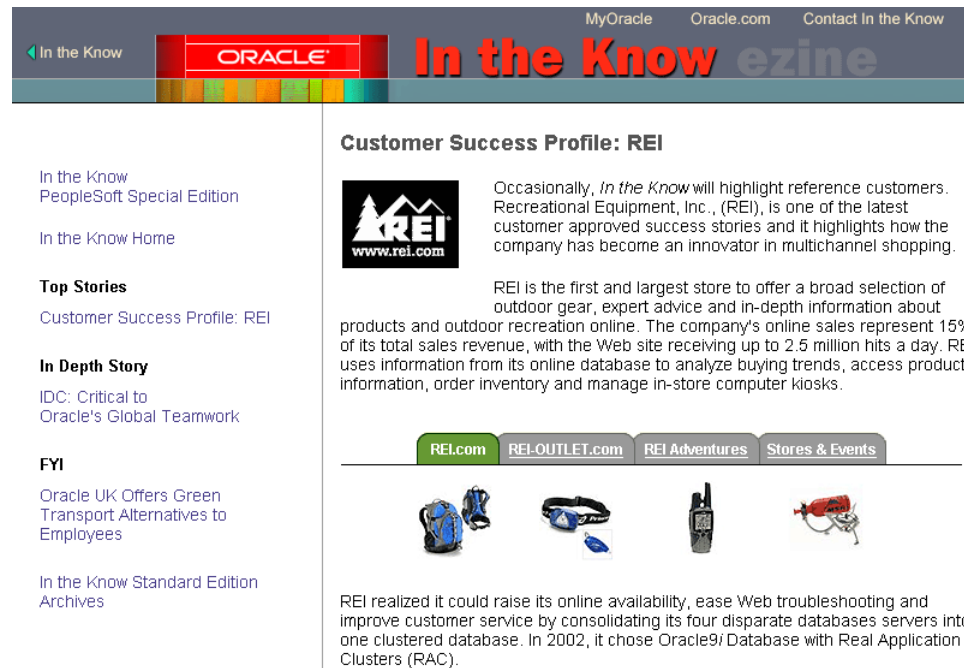 MyOracle Oracle.com Contact In the Know
In the Know
ORACLE
In the Know ezine
In the Know
PeopleSoft Special Edition
In the Know Home
Top Stories
Customer Success Profile: REI
In Depth Story
IDC: Critical to
Oracle's Global Teamwork
FYI
Oracle UK Offers Green
Transport Alternatives to
Employees
In the Know Standard Edition
Archives
Customer Success Profile: REI
REI
www.rei.com
Occasionally, In the Know will highlight reference customers.
Recreational Equipment, Inc., (REI), is one of the latest
customer approved success stories and it highlights how the
company has become an innovator in multichannel shopping.
REI is the first and largest store to offer a broad selection of
outdoor gear, expert advice and in-depth information about
products and outdoor recreation online. The company's online sales represent 15%
of its total sales revenue, with the Web site receiving up to 2.5 million hits a day. RE
uses information from its online database to analyze buying trends, access product
information, order inventory and manage in-store computer kiosks.
REI.com REI-OUTLET.com REI Adventures Stores & Events
REI realized it could raise its online availability, ease Web troubleshooting and
improve customer service by consolidating its four disparate databases servers into
one clustered database. In 2002, it chose Oracle9i Database with Real Application
Clusters (RAC).